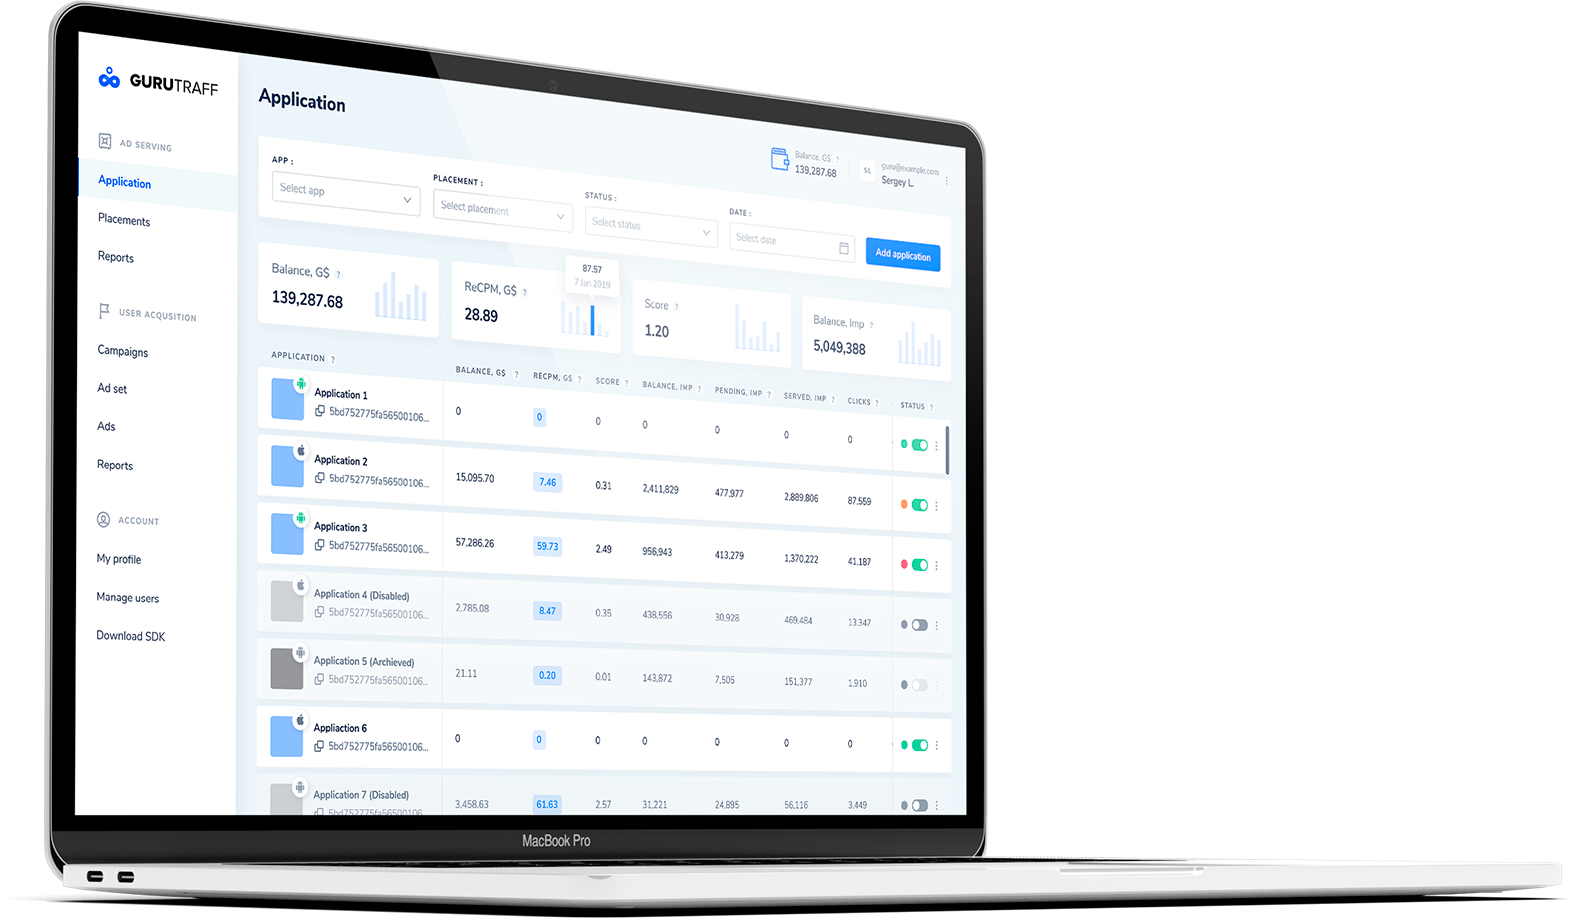 GURUTRAFF
AD SERVING
Application
Placements
Reports
USER ACQUSITION
Campaigns
Ad set
Ads
Reports
ACCOUNT
My profile
Manage users
Download SDK
Application
Balance, G$ ?
139,287.68
SL
guru@example.com
Sergey L.
APP :
Select app
PLACEMENT :
Select placement
STATUS :
Select status
DATE :
Select date
Add application
Balance, G$ ?
139,287.68
ReCPM, G$ ?
28.89
87.57
7 Jan 2019
Score ?
1.20
Balance, Imp ?
5,049,388
APPLICATION ? BALANCE, G$ ? RECPM, G$ ? SCORE ? BALANCE, IMP ? PENDING, IMP ? SERVED, IMP ? CLICKS ? STATUS ?
Application 1
5bd752775fa56500106...
0 0 0 0 0 0 0
Application 2
5bd752775fa56500106...
15,095.70 7.46 0.31 2,411,829 477,977 2,889,806 87,559
Application 3
5bd752775fa56500106...
57,286.26 59.73 2.49 956,943 413,279 1,370,222 41,187
Application 4 (Disabled)
5bd752775fa56500106...
2,785.08 8.47 0.35 438,556 30,928 469,484 13,347
Application 5 (Archieved)
5bd752775fa56500106...
21.11 0.20 0.01 143,872 7,505 151,377 1,910
Appliaction 6
5bd752775fa56500106...
0 0 0 0 0 0 0
Application 7 (Disabled)
5bd752775fa56500106
3,458.63 61.63 2.57 31,221 24,895 56,116 3,449
MacBook Pro